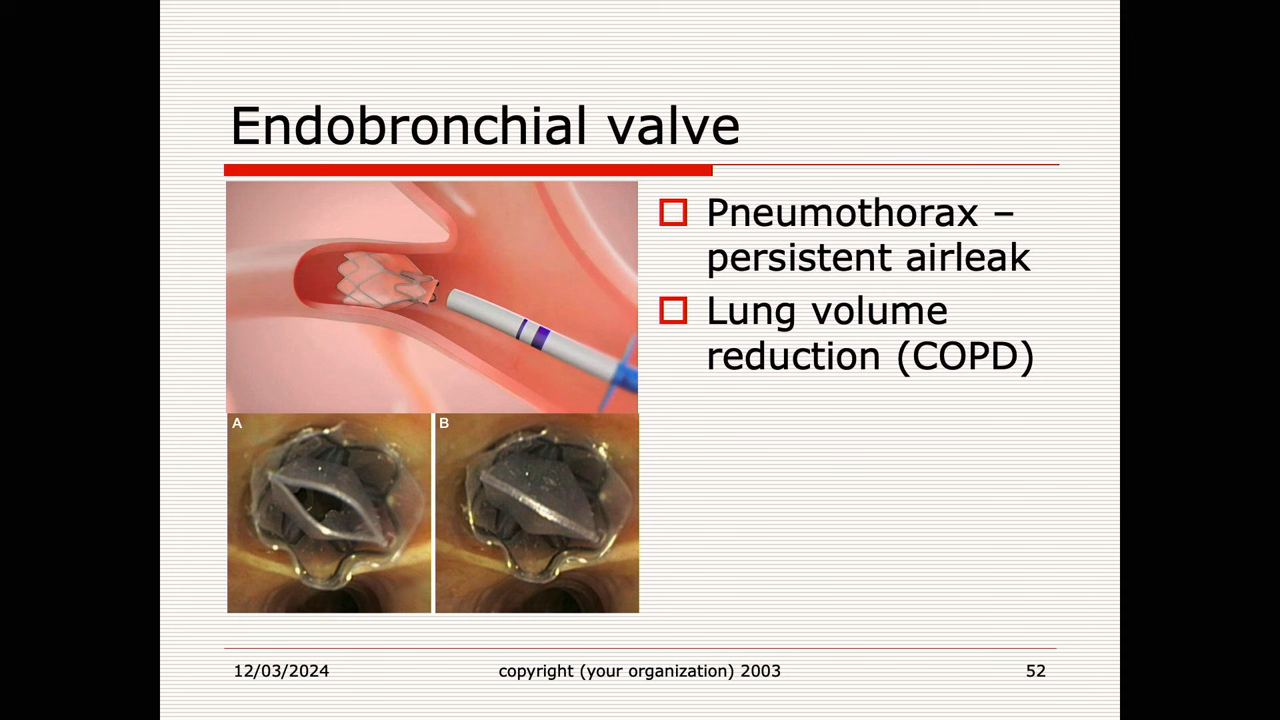 Endobronchial valve
Pneumothorax –
persistent airleak
Lung volume
reduction (COPD)
A
B
12/03/2024
copyright (your organization) 2003
52